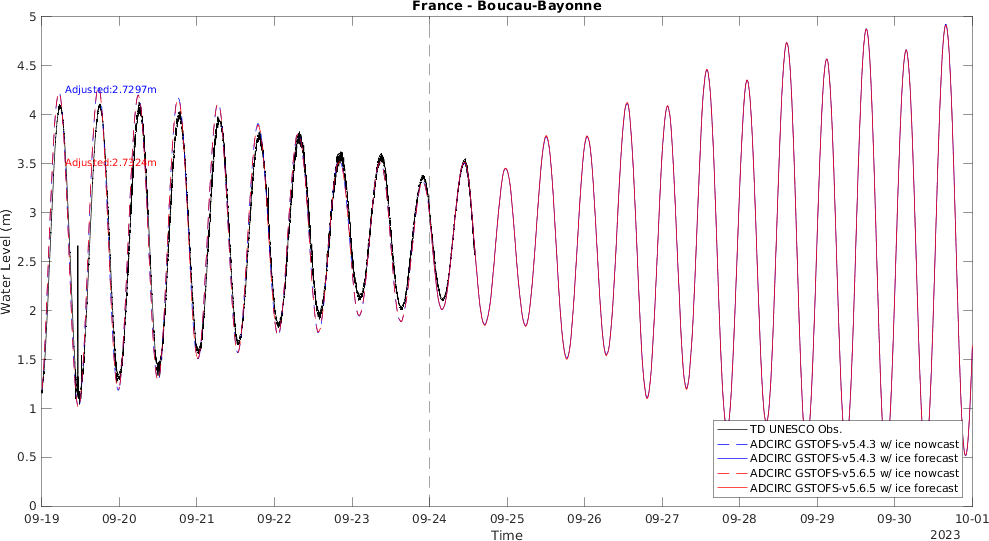 France - Boucau-Bayonne
5
4.5
4
3.5
3
2.5
2
1.5
1
0.5
0
Water Level (m)
Adjusted:2.7297m
Adjusted:2.7324m
TD UNESCO Obs.
ADCIRC GSTOFS-v5.4.3 w/ ice nowcast
ADCIRC GSTOFS-v5.4.3 w/ ice forecast
ADCIRC GSTOFS-v5.6.5 w/ ice nowcast
ADCIRC GSTOFS-v5.6.5 w/ ice forecast
09-19 09-20 09-21 09-22 09-23 09-24 09-25 09-26 09-27 09-28 09-29 09-30 10-01
Time
2023